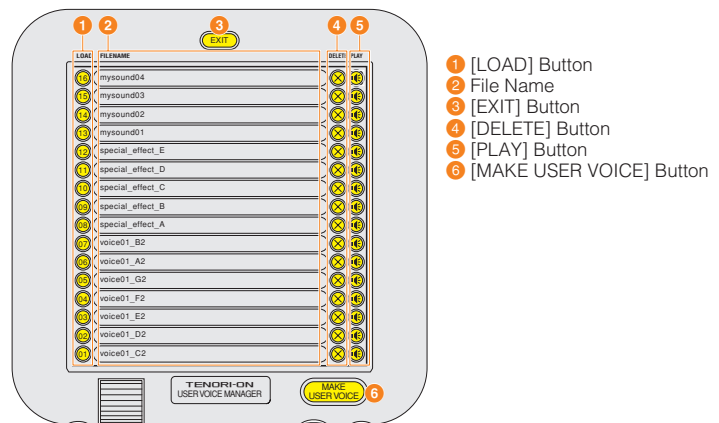 1 2 3 4 5
EXIT
LOAD FILENAME DELETE PLAY
16 mysound04
15 mysound03
14 mysound02
13 mysound01
12 special_effect_E
11 special_effect_D
10 special_effect_C
09 special_effect_B
08 special_effect_A
07 voice01_B2
06 voice01_A2
05 voice01_G2
04 voice01_F2
03 voice01_E2
02 voice01_D2
01 voice01_C2
TENORI-ON
USER VOICE MANAGER
MAKE
USER VOICE
6
1 [LOAD] Button
2 File Name
3 [EXIT] Button
4 [DELETE] Button
5 [PLAY] Button
6 [MAKE USER VOICE] Button